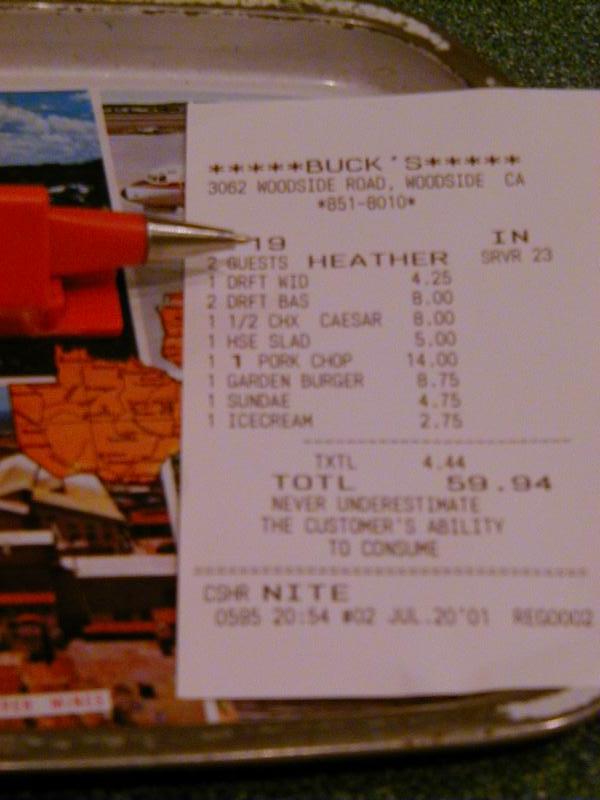 *****BUCK'S*****
3062 WOODSIDE ROAD, WOODSIDE CA
*851-8010*
19 IN
2 GUESTS HEATHER SRVR 23
1 DRFT WID 4.25
2 DRFT BAS 8.00
1 1/2 CHX CAESAR 8.00
1 HSE SLAD 5.00
1 1 PORK CHOP 14.00
1 GARDEN BURGER 8.75
1 SUNDAE 4.75
1 ICECREAM 2.75
TXTL 4.44
TOTL 59.94
NEVER UNDERESTIMATE
THE CUSTOMER'S ABILITY
TO CONSUME
CSHR NITE
0595 20:54 #02 JUL.20'01 REG0002